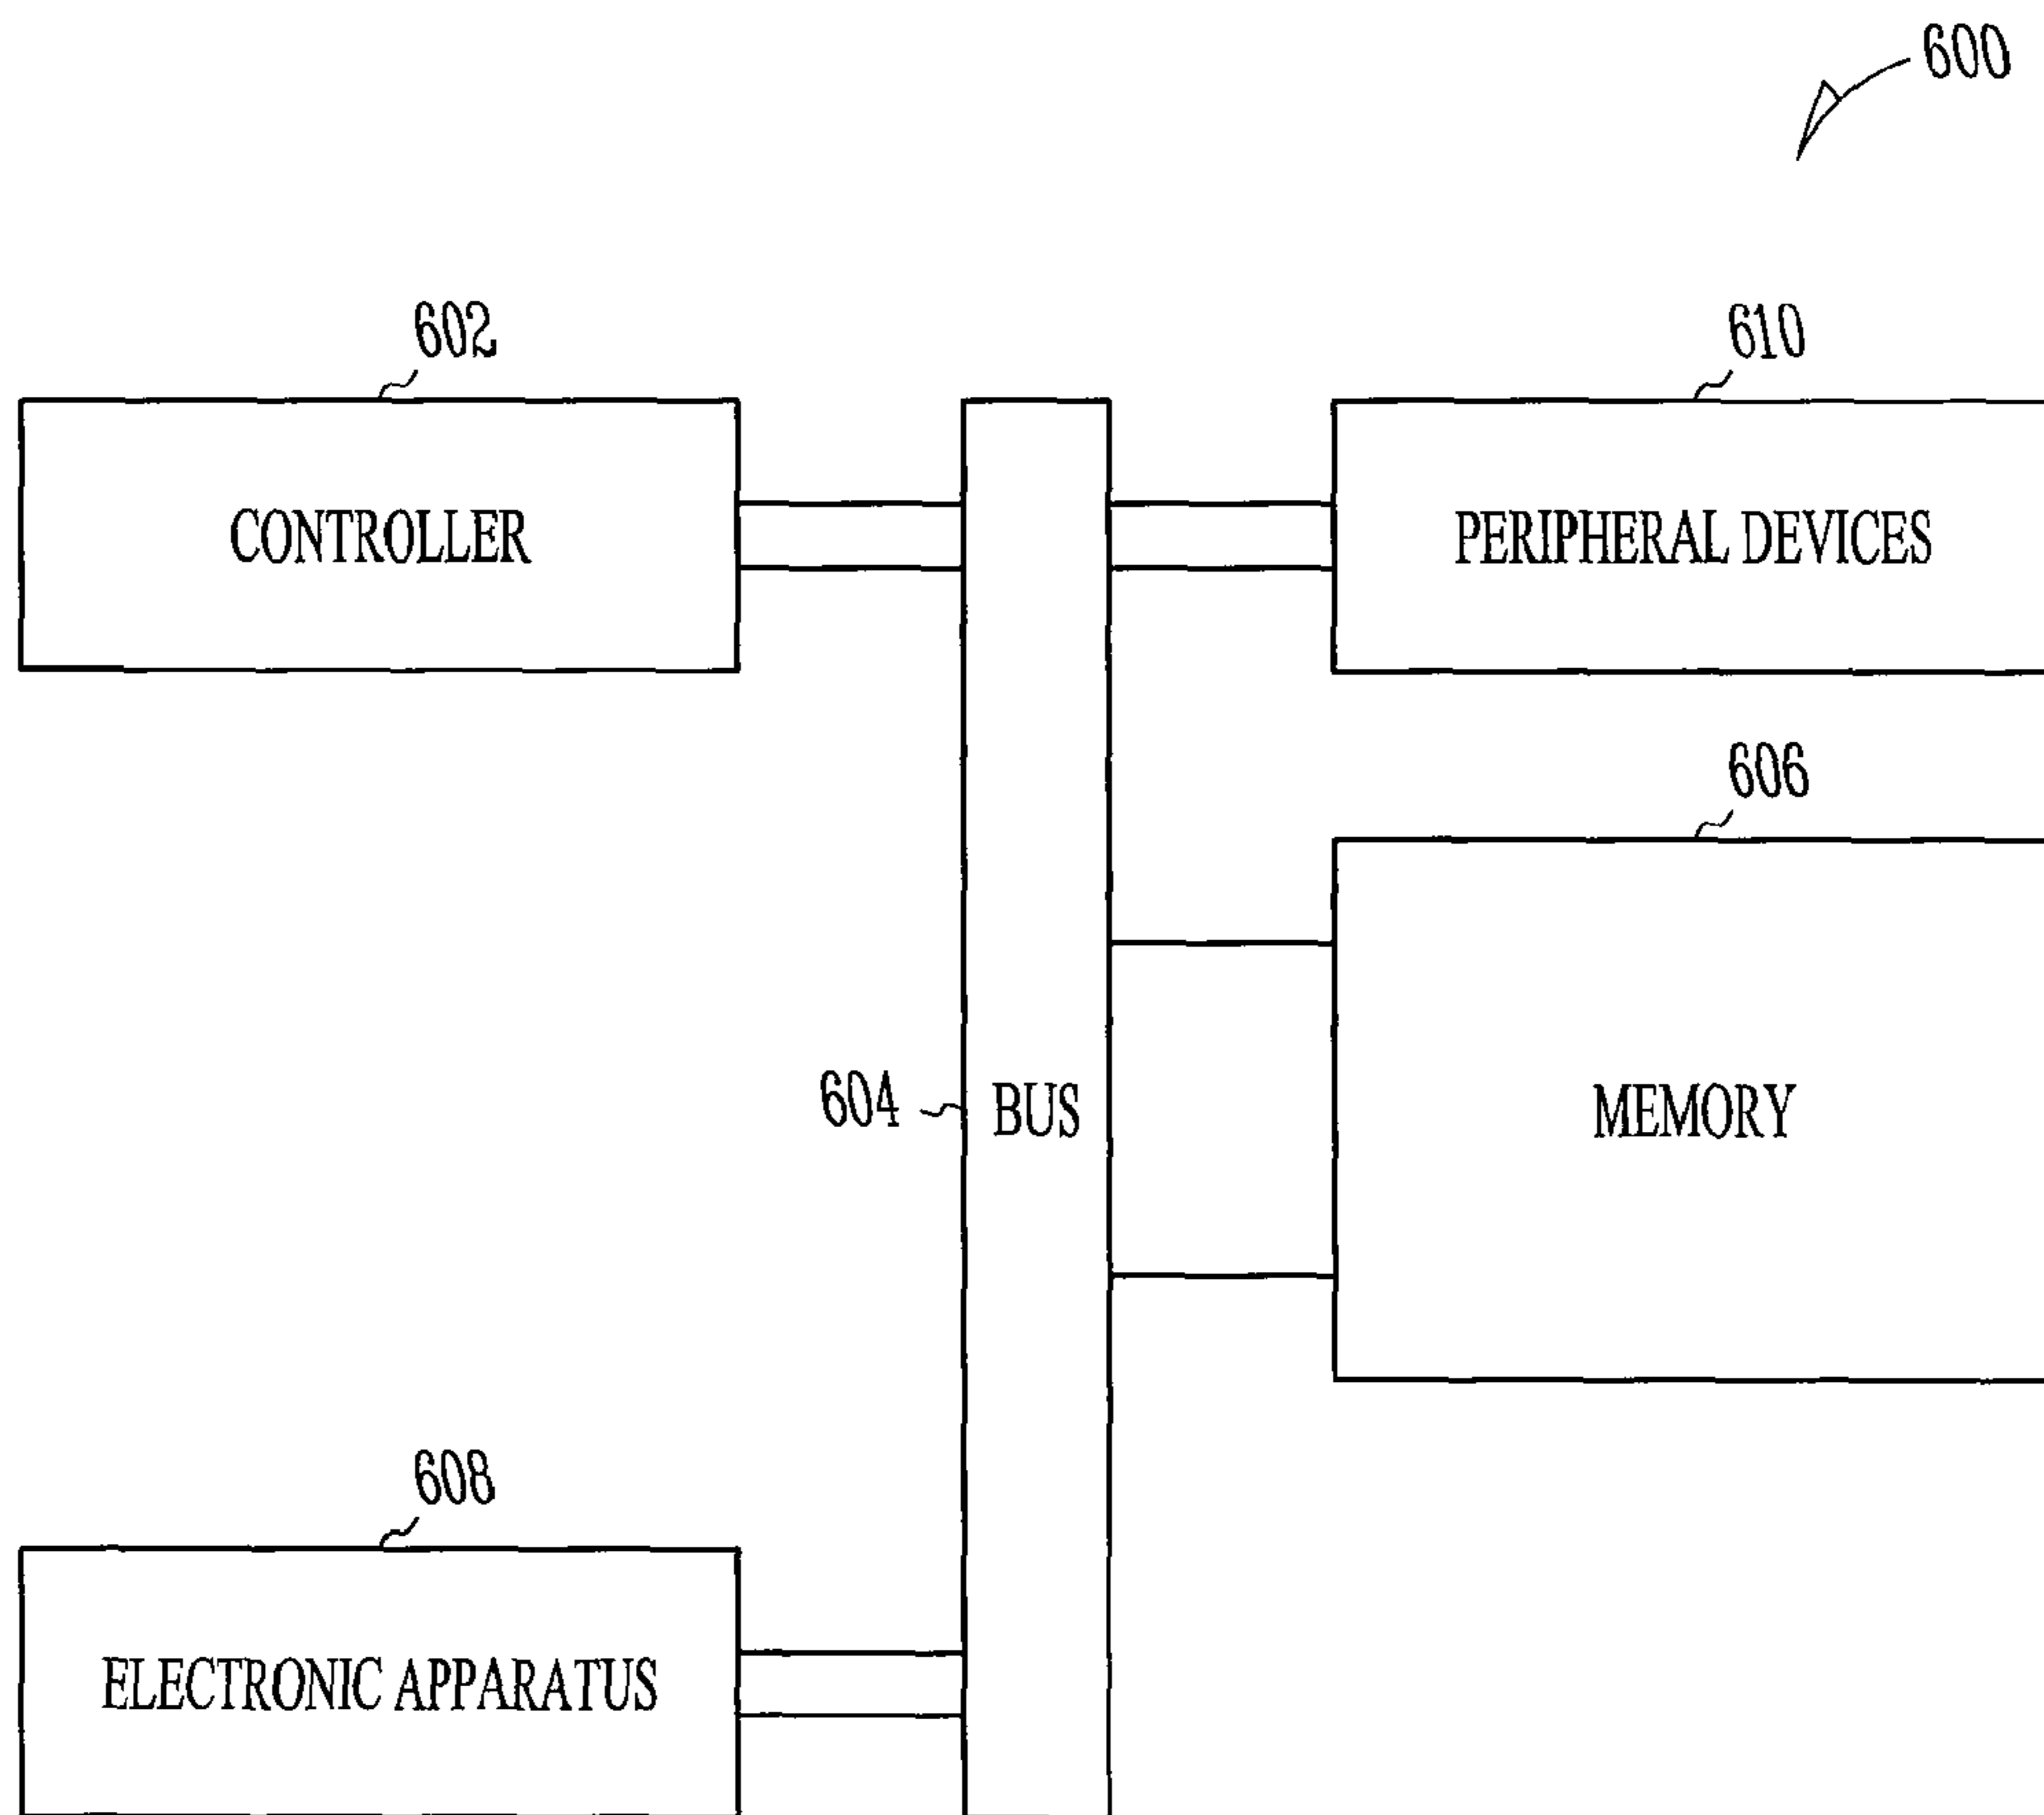 600
602
610
CONTROLLER
PERIPHERAL DEVICES
606
604
BUS
MEMORY
608
ELECTRONIC APPARATUS